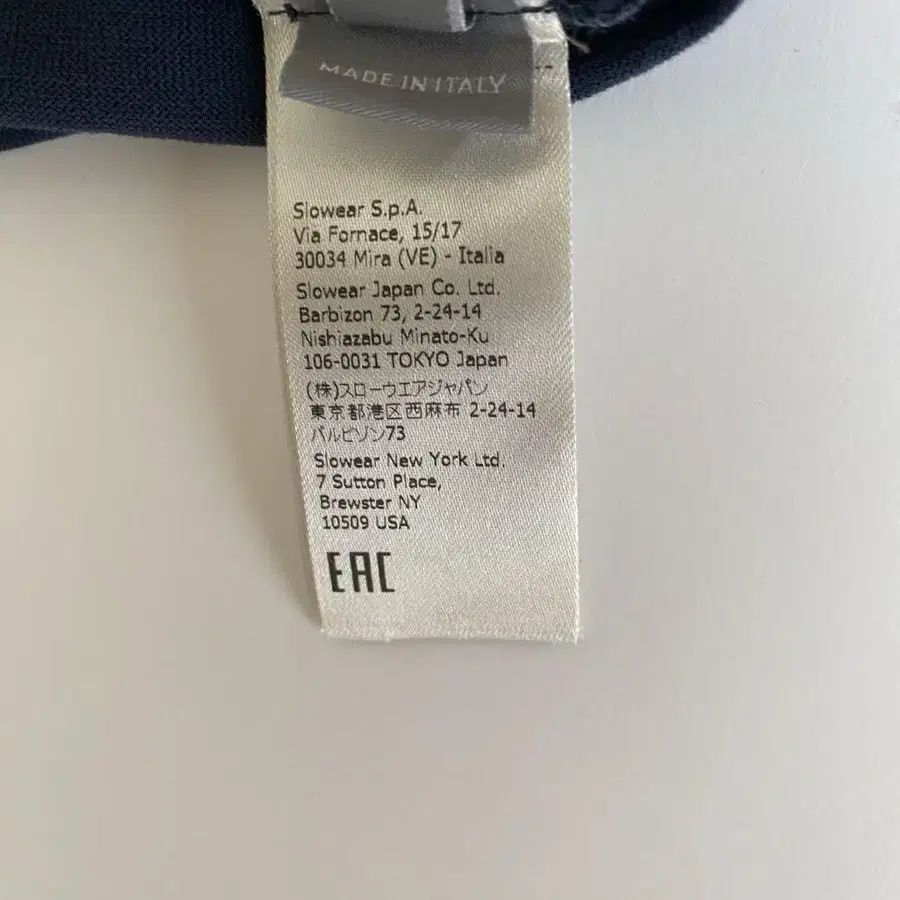 MADE IN ITALY
Slowear S.p.A.
Via Fornace, 15/17
30034 Mira (VE) - Italia
Slowear Japan Co. Ltd.
Barbizon 73, 2-24-14
Nishiazabu Minato-Ku
106-0031 TOKYO Japan
(株)スローウエアジャパン
東京都港区西麻布 2-24-14
バルビゾン73
Slowear New York Ltd.
7 Sutton Place,
Brewster NY
10509 USA
EAC